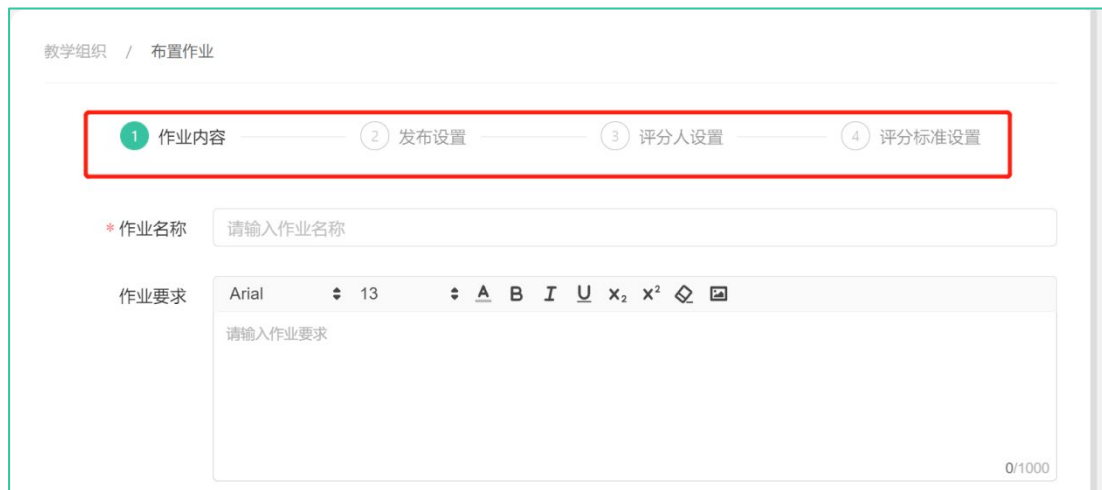 教学组织 / 布置作业
1 作业内容 2 发布设置 3 评分人设置 4 评分标准设置
* 作业名称 请输入作业名称
作业要求 Arial 13 A B I U X₂ X²
请输入作业要求
0/1000